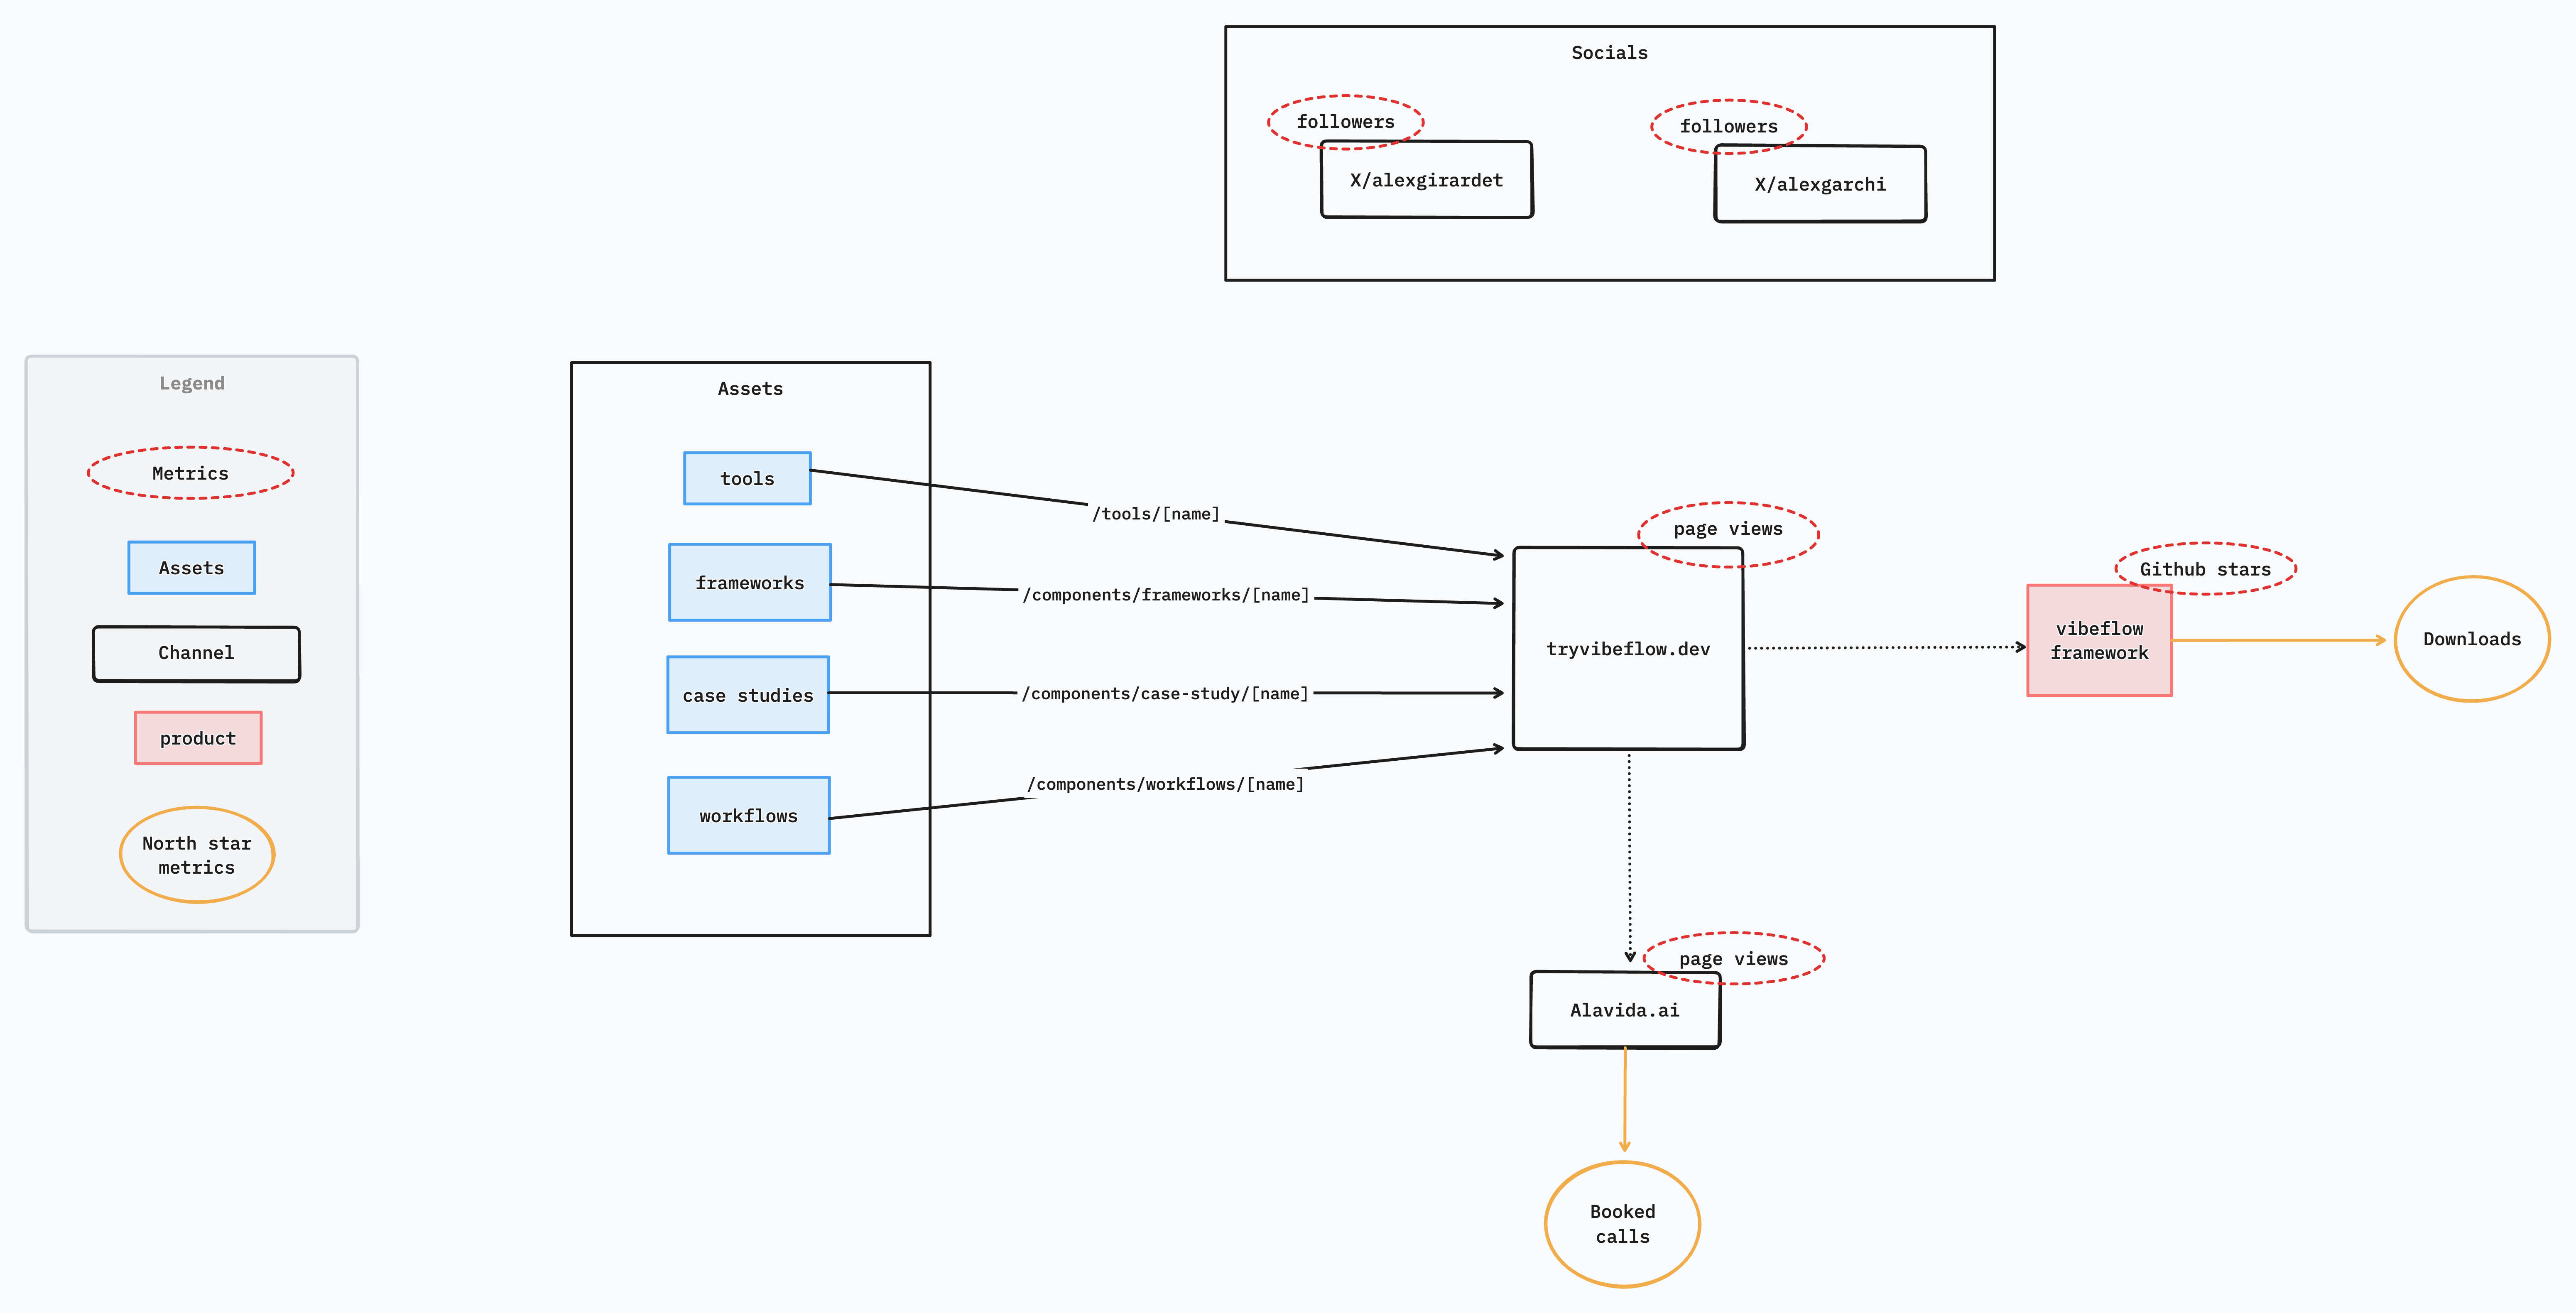 Socials
followers
followers
X/alexgirardet
X/alexgarchi
Legend
Metrics
Assets
Channel
product
North star
metrics
Assets
tools
frameworks
case studies
workflows
/tools/[name]
/components/frameworks/[name]
/components/case-study/[name]
/components/workflows/[name]
page views
tryvibeflow.dev
Github stars
vibeflow
framework
Downloads
page views
Alavida.ai
Booked
calls